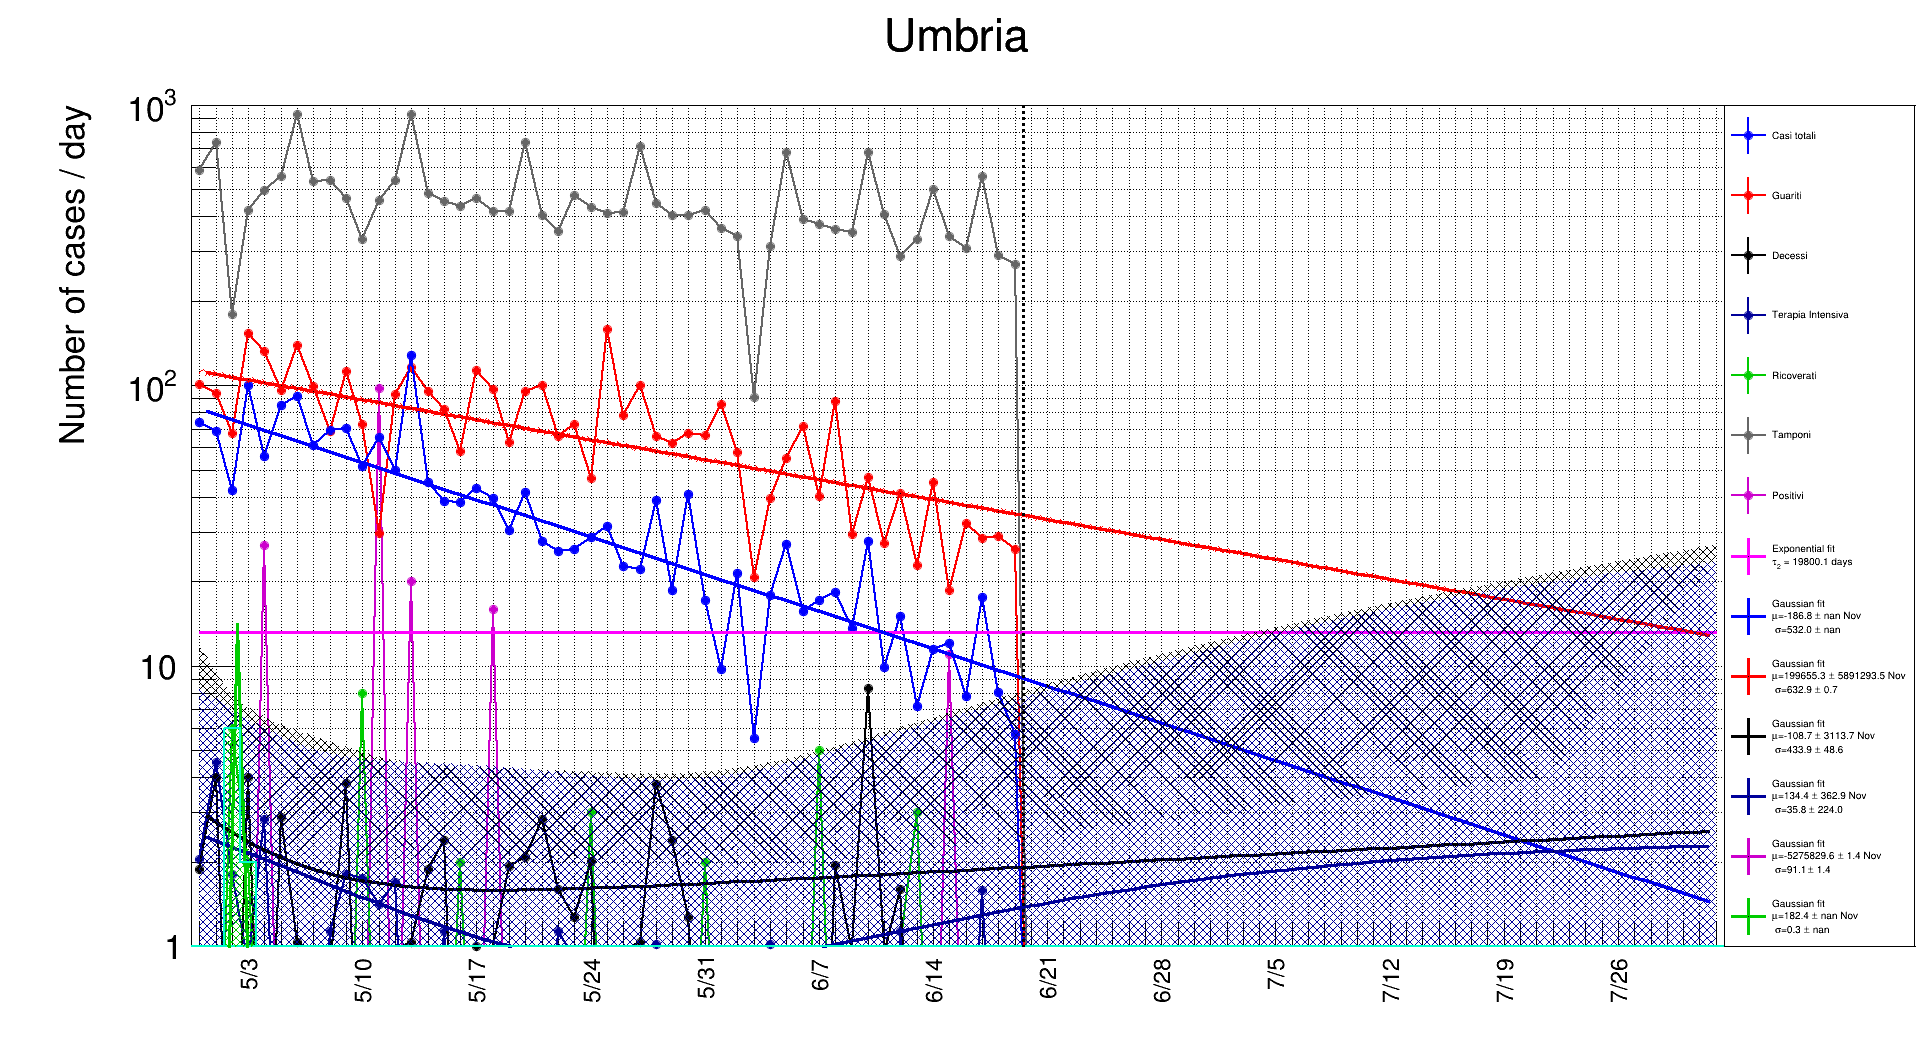 Umbria
Number of cases / day
10³
10²
10
1
5/3
5/10
5/17
5/24
5/31
6/7
6/14
6/21
6/28
7/5
7/12
7/19
7/26
Casi totali
Guariti
Decessi
Terapia Intensiva
Ricoverati
Tamponi
Positivi
Exponential fit
τ₂ = 19800.1 days
Gaussian fit
μ=-186.8 ± nan Nov
σ=532.0 ± nan
Gaussian fit
μ=199655.3 ± 5891293.5 Nov
σ=632.9 ± 0.7
Gaussian fit
μ=-108.7 ± 3113.7 Nov
σ=433.9 ± 48.6
Gaussian fit
μ=134.4 ± 362.9 Nov
σ=35.8 ± 224.0
Gaussian fit
μ=-5275829.6 ± 1.4 Nov
σ=91.1 ± 1.4
Gaussian fit
μ=182.4 ± nan Nov
σ=0.3 ± nan